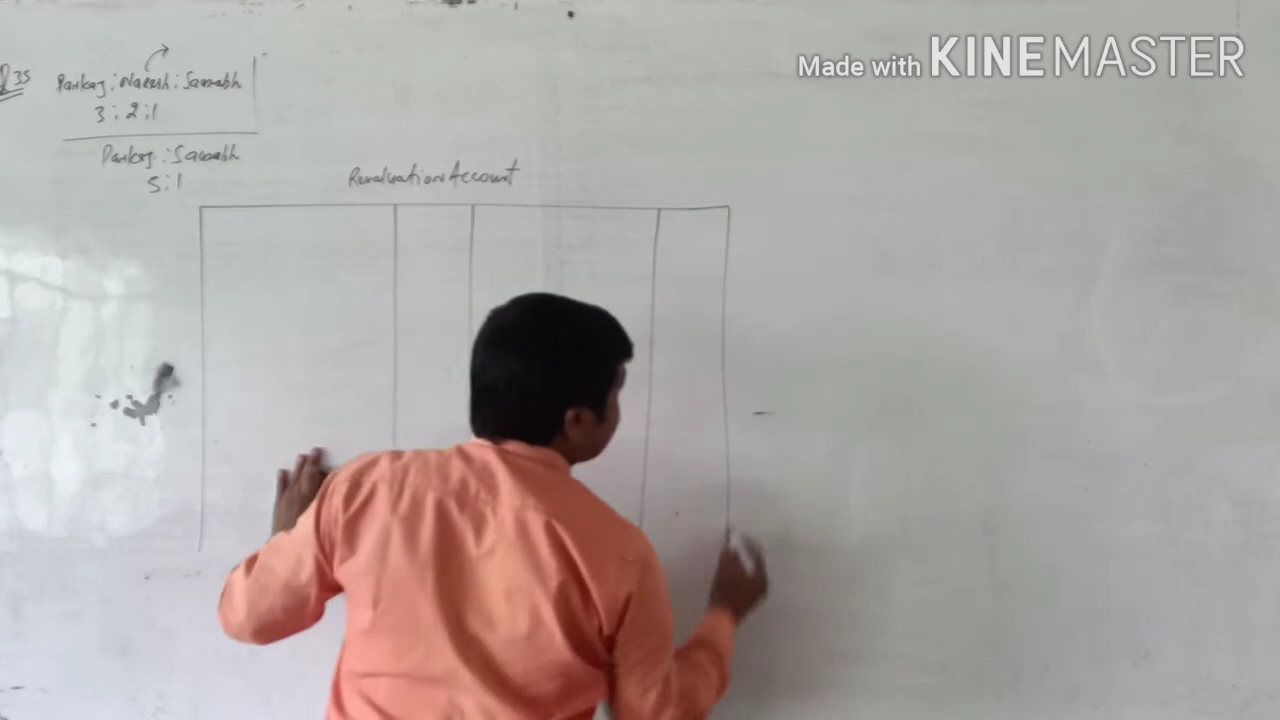 Q35 Pankaj : Naresh : Saurabh
3 : 2 : 1
Pankaj : Saurabh
5 : 1
Revaluation Account
Made with KINEMASTER